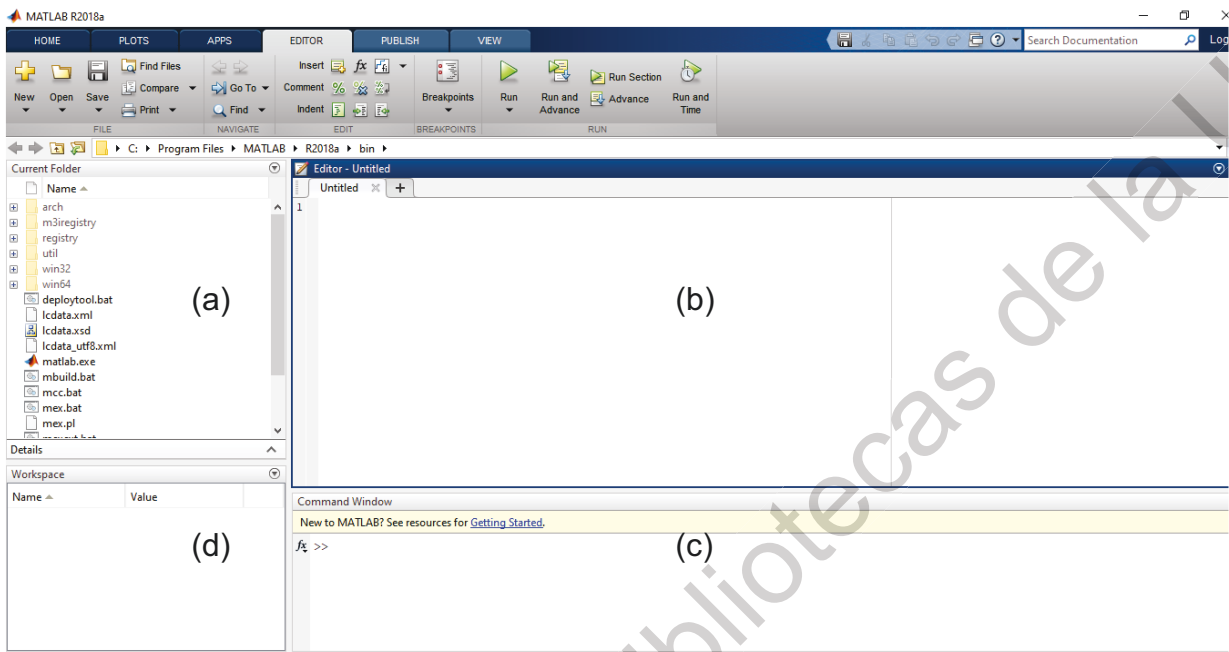 MATLAB R2018a
HOME PLOTS APPS EDITOR PUBLISH VIEW
Search Documentation
Log
New Open Save
Find Files
Compare
Print
FILE
Go To
Find
NAVIGATE
Insert fx
Comment %
Indent
EDIT
Breakpoints
BREAKPOINTS
Run
Run and Advance
Run Section
Advance
Run and Time
RUN
C: Program Files MATLAB R2018a bin
Current Folder
Name
arch
m3iregistry
registry
util
win32
win64
deploytool.bat
lcdata.xml
lcdata.xsd
lcdata_utf8.xml
matlab.exe
mbuild.bat
mcc.bat
mex.bat
mex.pl
Details
(a)
Editor - Untitled
Untitled
1
(b)
Workspace
Name Value
(d)
Command Window
New to MATLAB? See resources for Getting Started.
fx >>
(c)
bliotecas de la